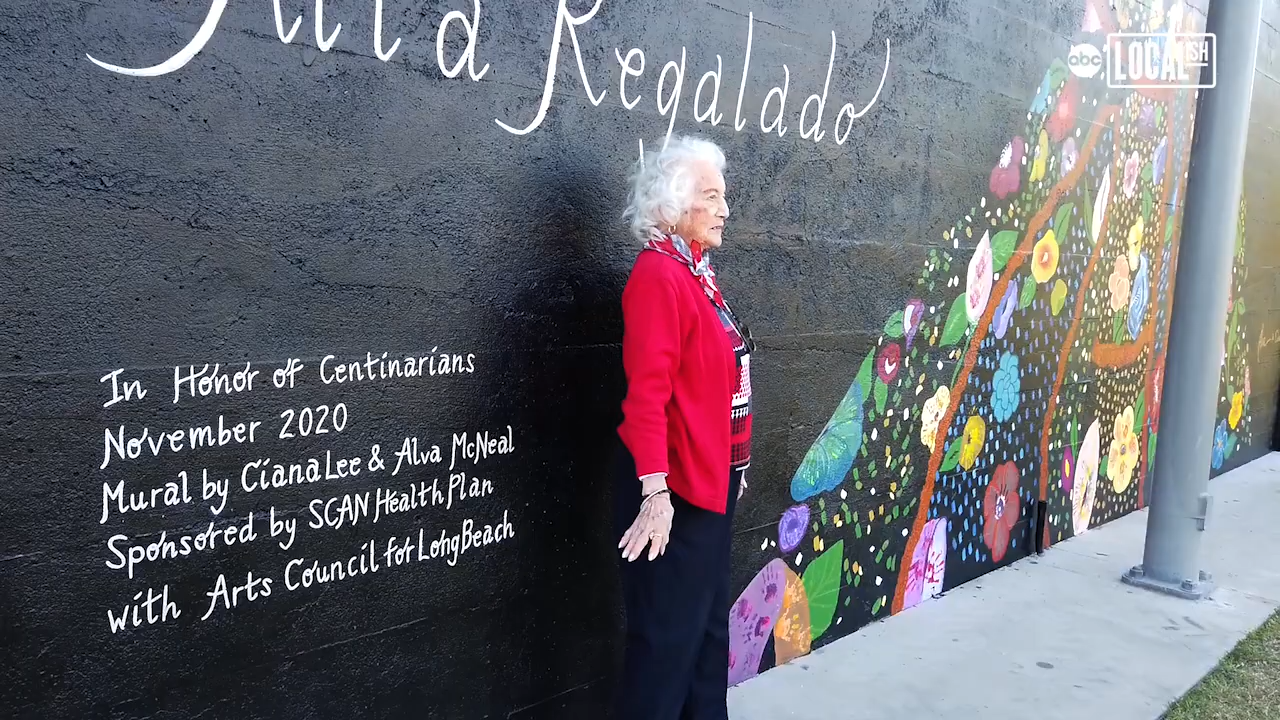 Regalado
abc LOCALISH
In Honor of Centinarians
November 2020
Mural by Ciana Lee & Alva McNeal
Sponsored by SCAN Health Plan
with Arts Council for Long Beach